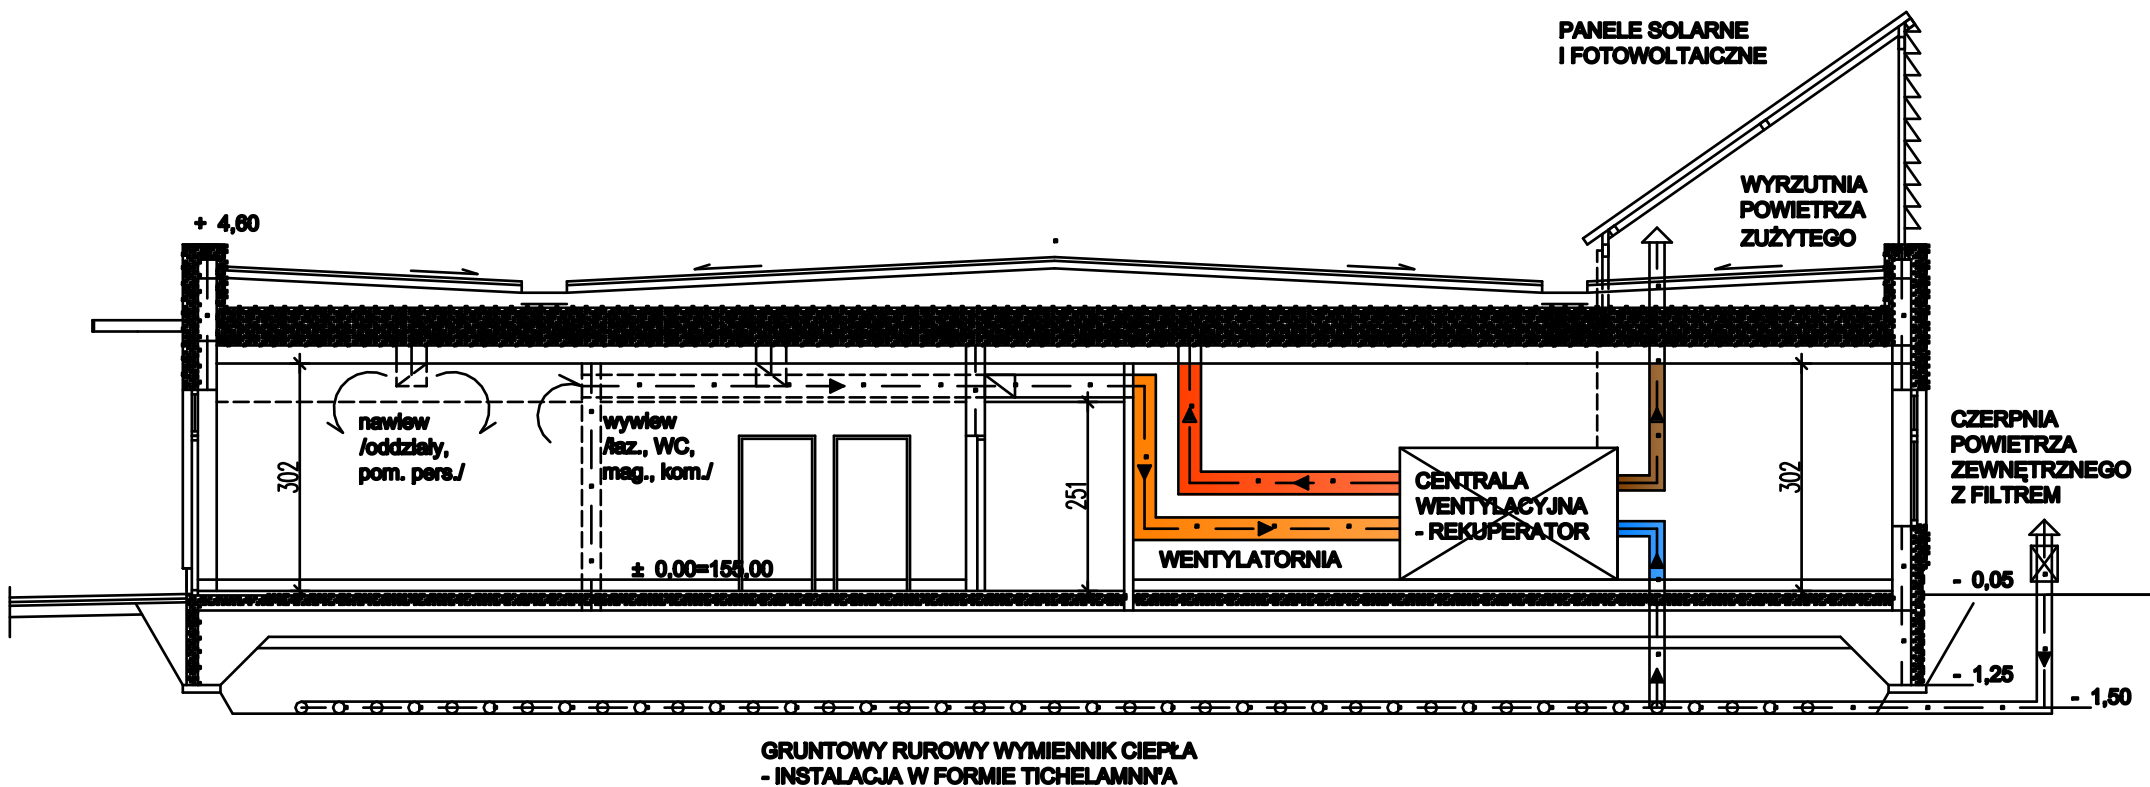 PANELE SOLARNE
I FOTOWOLTAICZNE
WYRZUTNIA
POWIETRZA
ZUŻYTEGO
+ 4,60
nawiew
/oddziały,
pom. pers./
wywiew
/łaz., WC,
mag., kom./
302
251
302
CENTRALA
WENTYLACYJNA
- REKUPERATOR
WENTYLATORNIA
± 0,00=155,00
CZERPNIA
POWIETRZA
ZEWNĘTRZNEGO
Z FILTREM
- 0,05
- 1,25
- 1,50
GRUNTOWY RUROWY WYMIENNIK CIEPŁA
- INSTALACJA W FORMIE TICHELAMNN'A